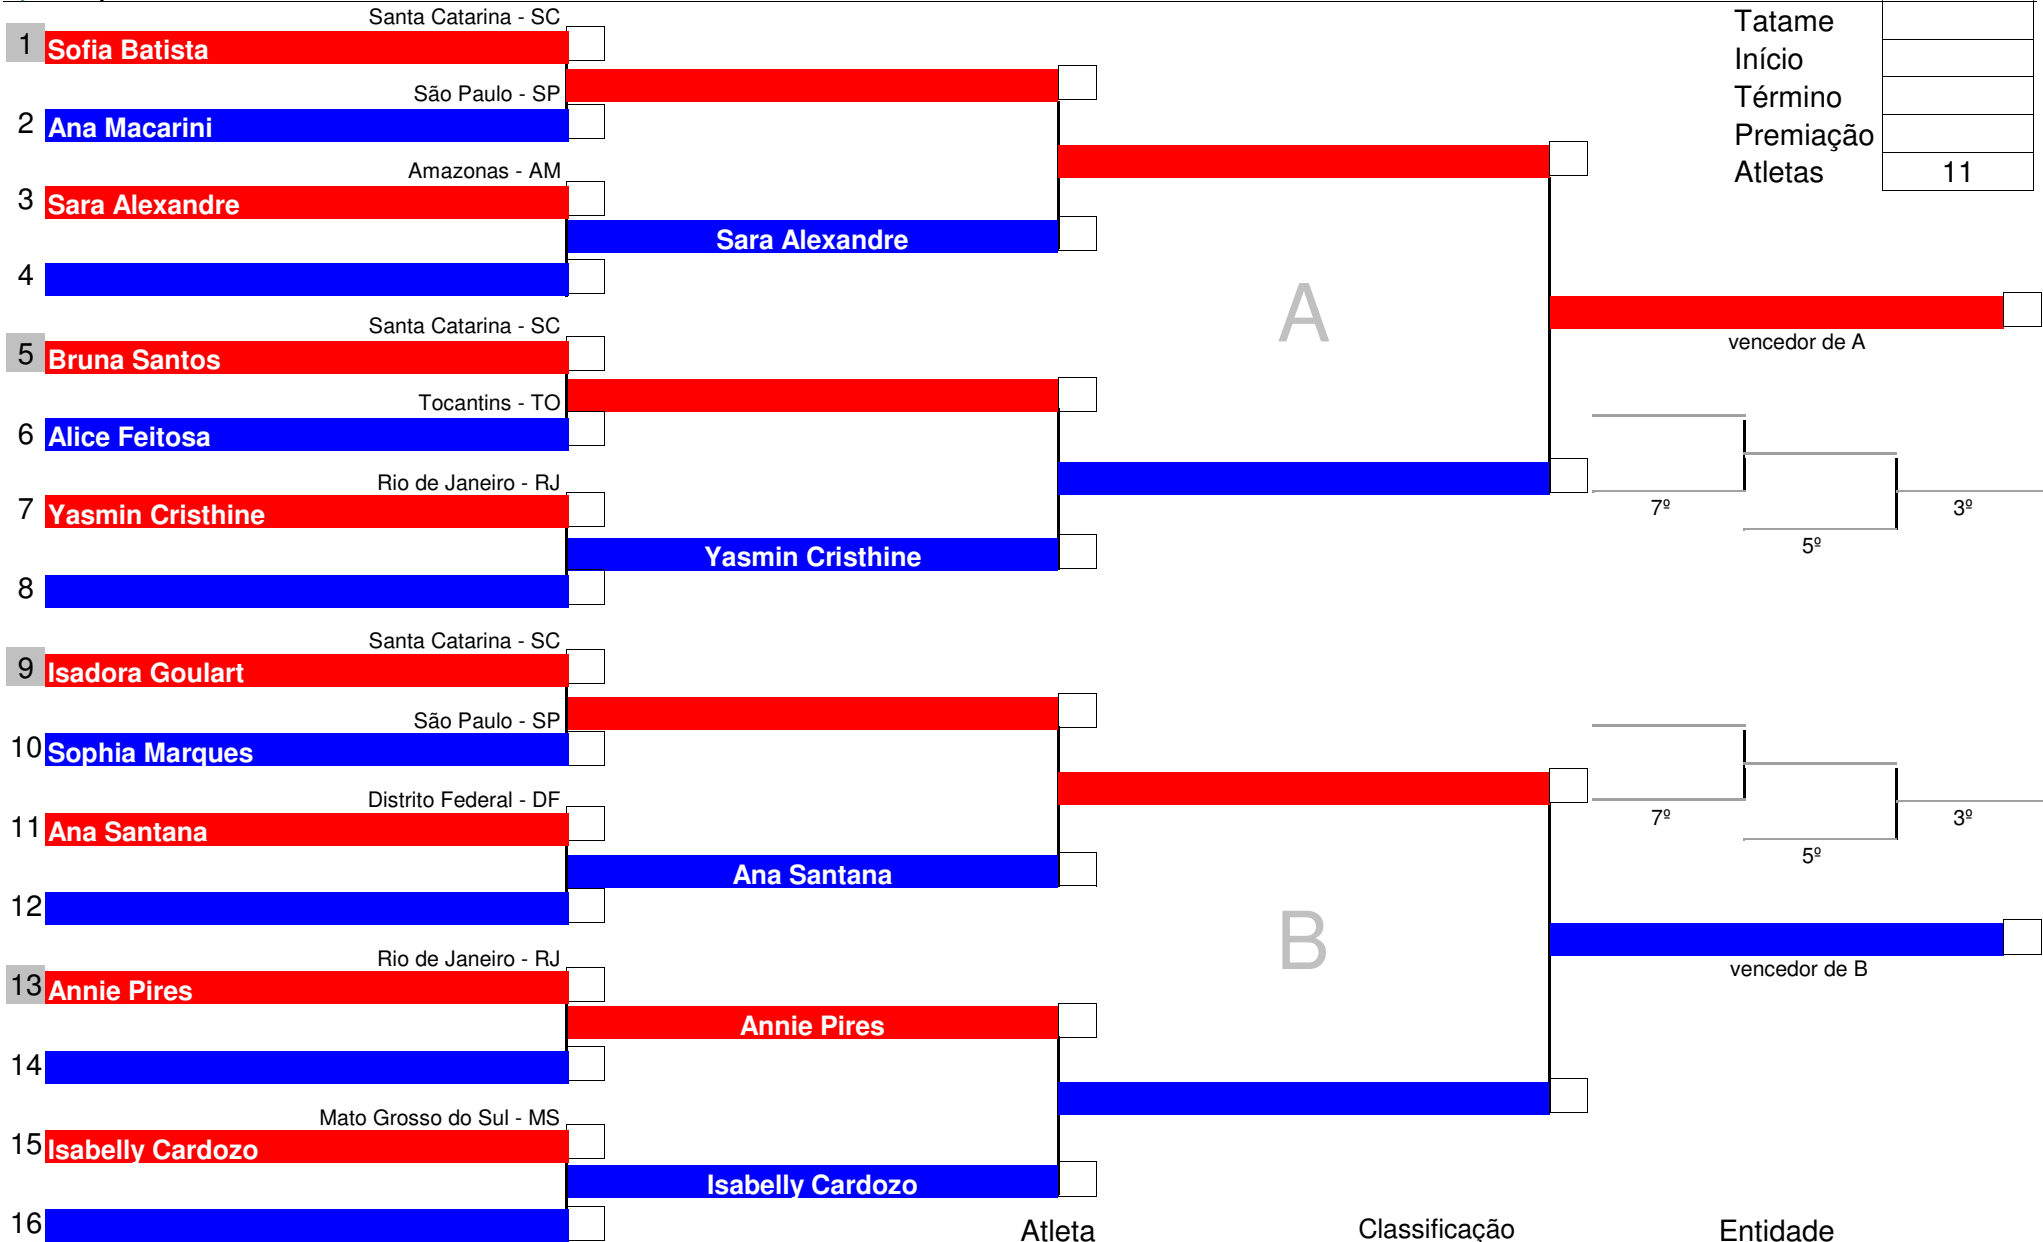 Santa Catarina - SC
1 Sofia Batista
São Paulo - SP
2 Ana Macarini
Amazonas - AM
3 Sara Alexandre
Sara Alexandre
4
Santa Catarina - SC
5 Bruna Santos
Tocantins - TO
6 Alice Feitosa
Rio de Janeiro - RJ
7 Yasmin Cristhine
Yasmin Cristhine
8
Santa Catarina - SC
9 Isadora Goulart
São Paulo - SP
10 Sophia Marques
Distrito Federal - DF
11 Ana Santana
Ana Santana
12
Rio de Janeiro - RJ
13 Annie Pires
Annie Pires
14
Mato Grosso do Sul - MS
15 Isabelly Cardozo
Isabelly Cardozo
16
A
B
Tatame
Início
Término
Premiação
Atletas 11
vencedor de A
7º
3º
5º
7º
3º
5º
vencedor de B
Atleta Classificação Entidade